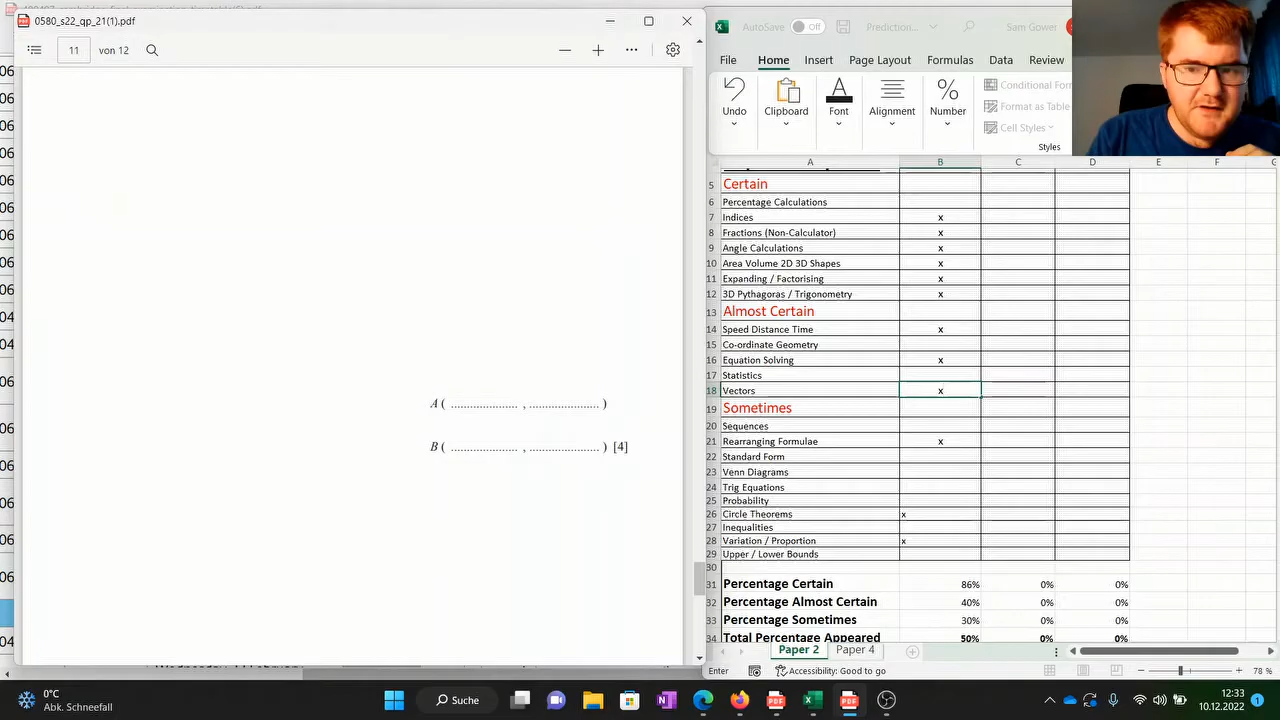 0580_s22_qp_21(1).pdf
11 von 12
A ( ..................... , ..................... )
B ( ..................... , ..................... ) [4]
AutoSave Off Prediction... Sam Gower
File Home Insert Page Layout Formulas Data Review
Undo Clipboard Font Alignment Number
Conditional Form
Format as Table
Cell Styles
Styles
A B C D E F G
5 Certain
6 Percentage Calculations
7 Indices x
8 Fractions (Non-Calculator) x
9 Angle Calculations x
10 Area Volume 2D 3D Shapes x
11 Expanding / Factorising x
12 3D Pythagoras / Trigonometry x
13 Almost Certain
14 Speed Distance Time x
15 Co-ordinate Geometry
16 Equation Solving x
17 Statistics
18 Vectors x
19 Sometimes
20 Sequences
21 Rearranging Formulae x
22 Standard Form
23 Venn Diagrams
24 Trig Equations
25 Probability
26 Circle Theorems x
27 Inequalities
28 Variation / Proportion x
29 Upper / Lower Bounds
30
31 Percentage Certain 86% 0% 0%
32 Percentage Almost Certain 40% 0% 0%
33 Percentage Sometimes 30% 0% 0%
34 Total Percentage Appeared 50% 0% 0%
Paper 2 Paper 4
Enter Accessibility: Good to go 78 %
0°C
Abk. Schneefall
Suche
12:33
10.12.2022